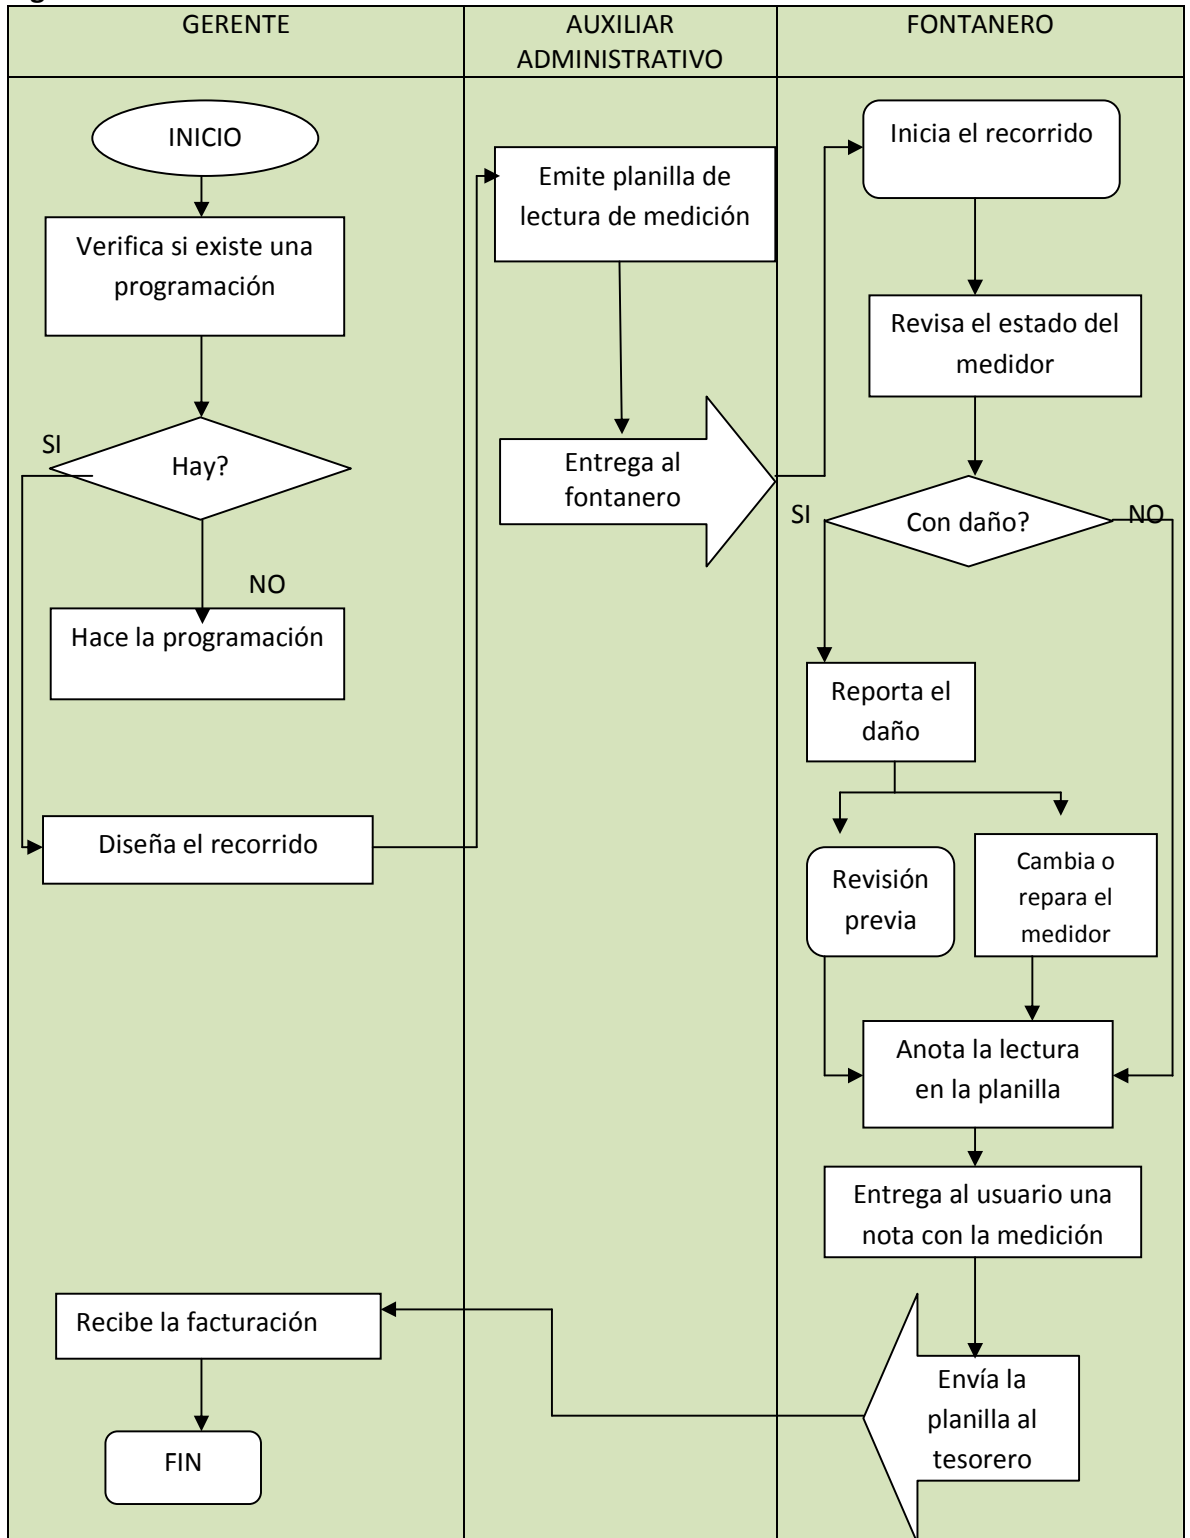 GERENTE
AUXILIAR
ADMINISTRATIVO
FONTANERO
INICIO
Verifica si existe una
programación
Hay?
SI
NO
Hace la programación
Diseña el recorrido
Emite planilla de
lectura de medición
Entrega al
fontanero
Inicia el recorrido
Revisa el estado del
medidor
Con daño?
SI
NO
Reporta el
daño
Revisión
previa
Cambia o
repara el
medidor
Anota la lectura
en la planilla
Entrega al usuario una
nota con la medición
Envía la
planilla al
tesorero
Recibe la facturación
FIN